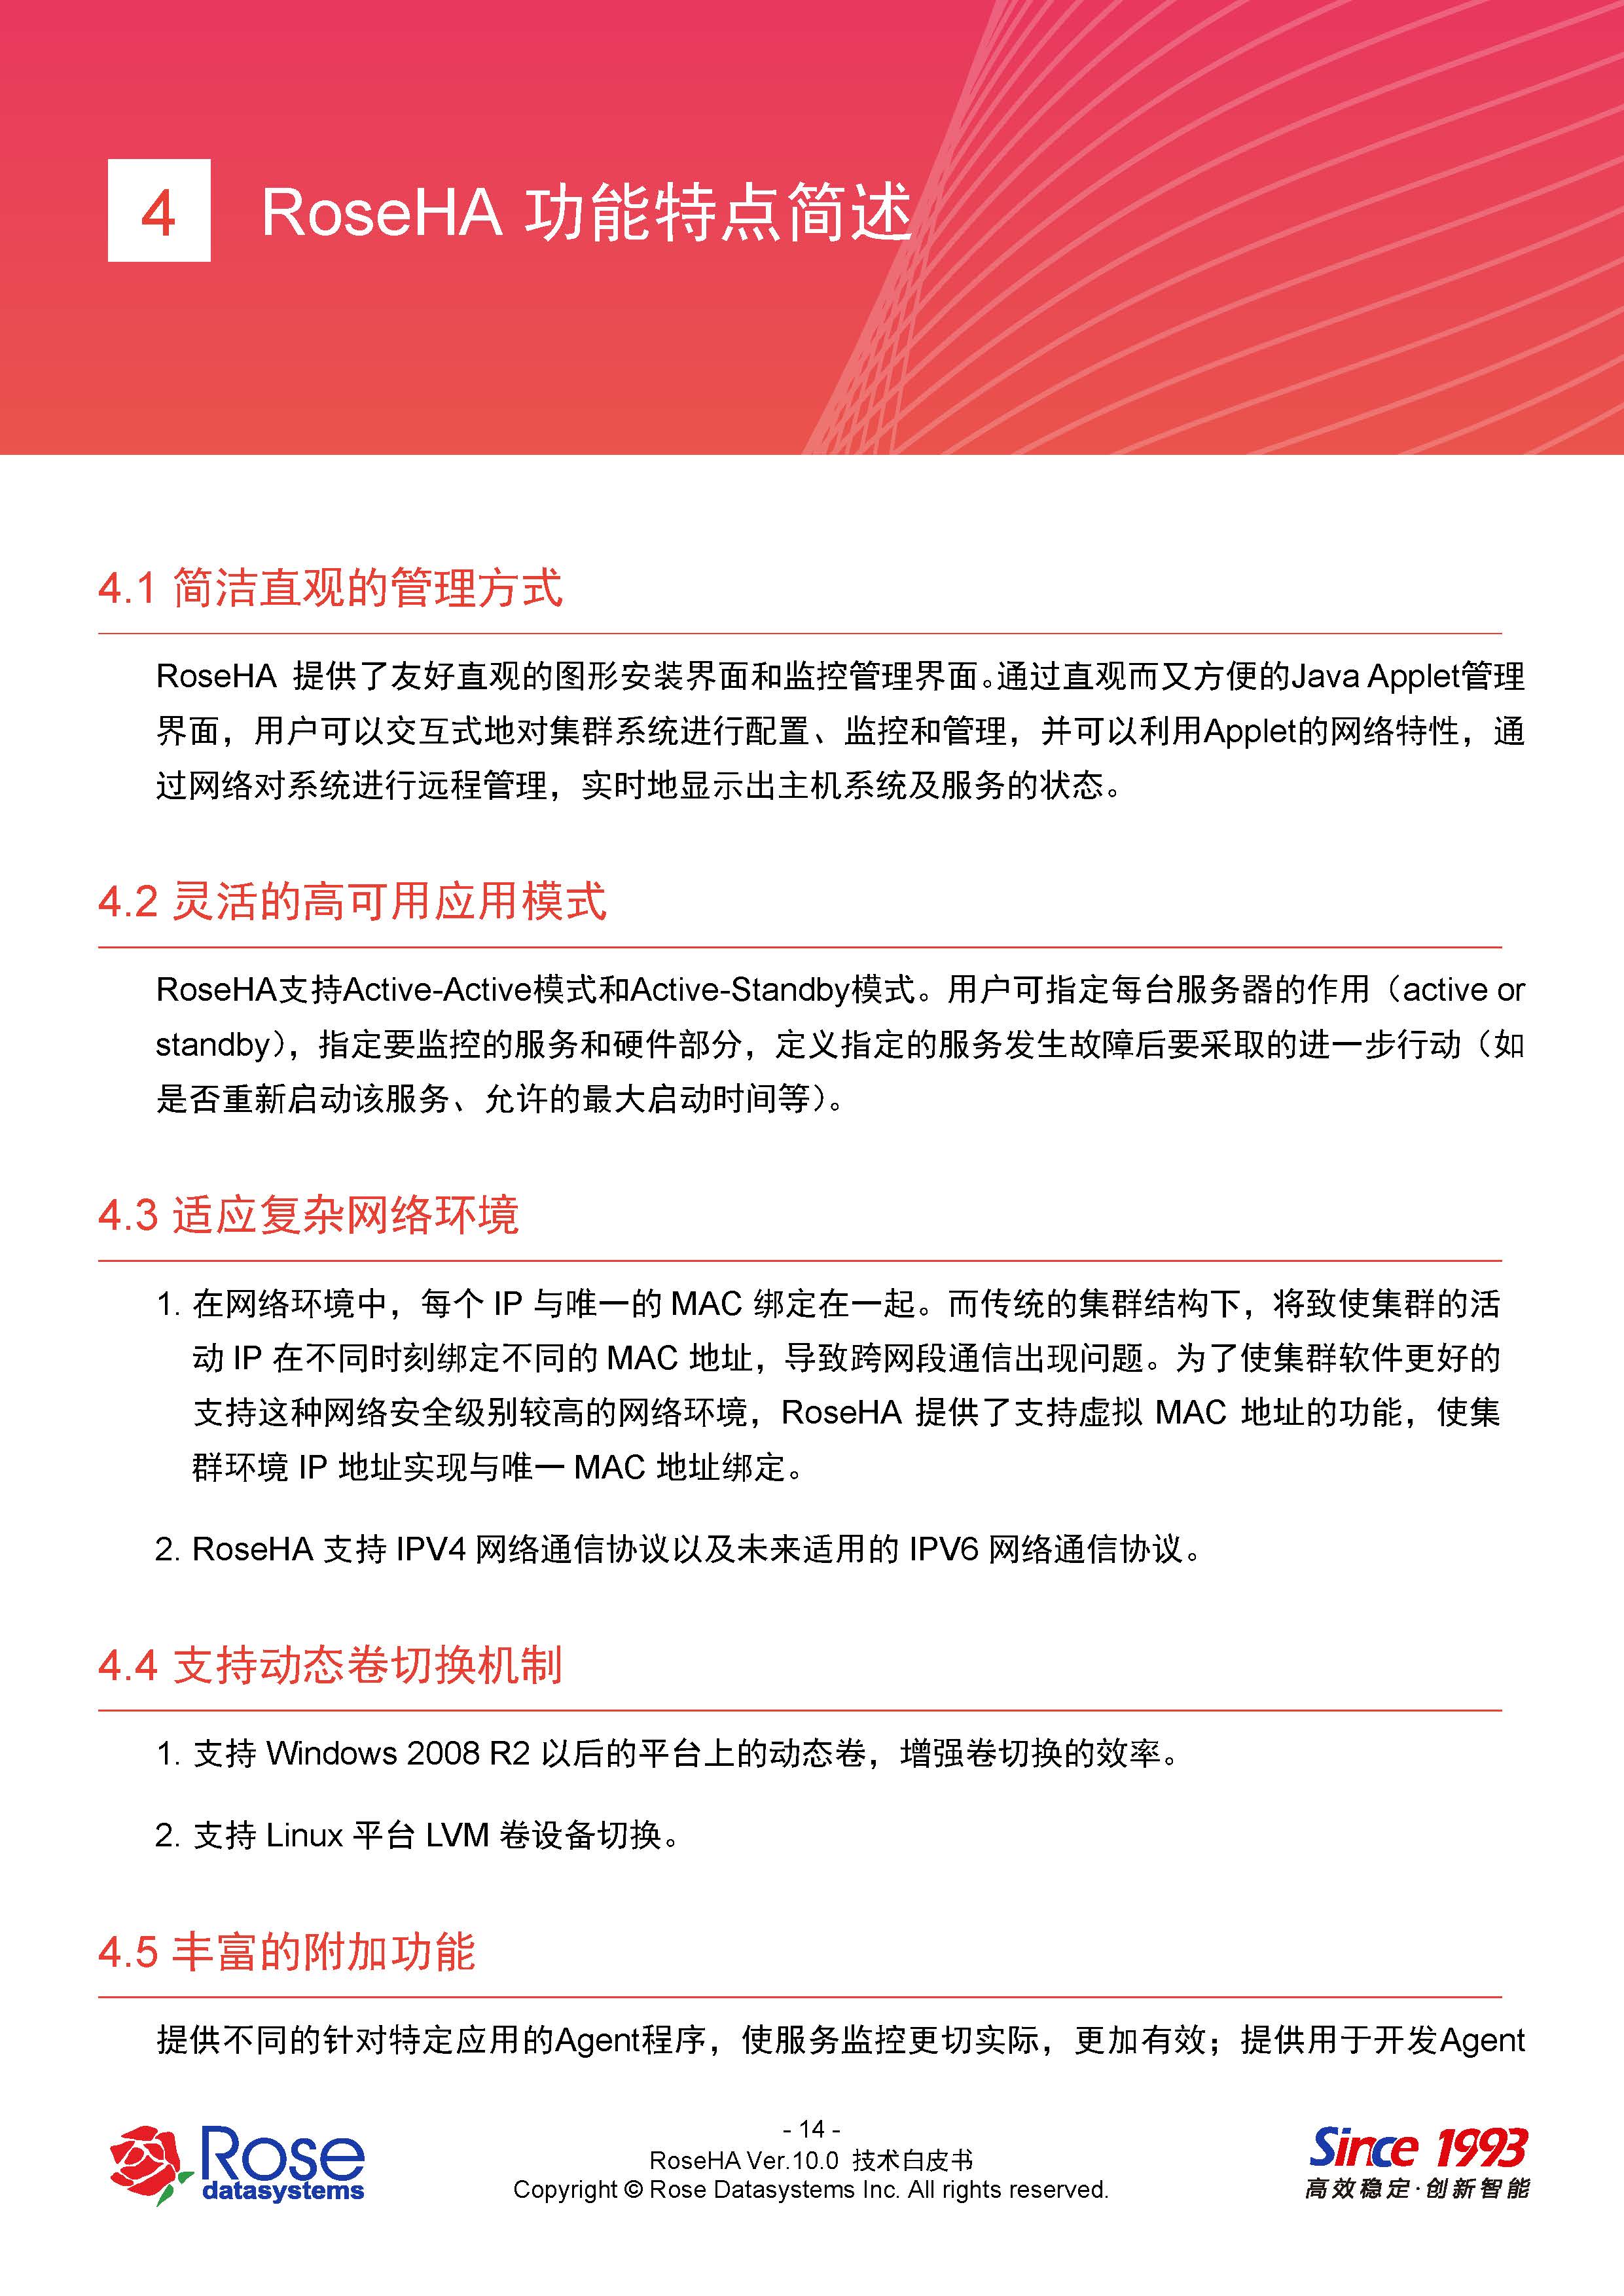 4 RoseHA 功能特点简述
4.1 简洁直观的管理方式
RoseHA 提供了友好直观的图形安装界面和监控管理界面。通过直观而又方便的Java Applet管理
界面，用户可以交互式地对集群系统进行配置、监控和管理，并可以利用Applet的网络特性，通
过网络对系统进行远程管理，实时地显示出主机系统及服务的状态。
4.2 灵活的高可用应用模式
RoseHA支持Active-Active模式和Active-Standby模式。用户可指定每台服务器的作用（active or
standby），指定要监控的服务和硬件部分，定义指定的服务发生故障后要采取的进一步行动（如
是否重新启动该服务、允许的最大启动时间等）。
4.3 适应复杂网络环境
1. 在网络环境中，每个 IP 与唯一的 MAC 绑定在一起。而传统的集群结构下，将致使集群的活
动 IP 在不同时刻绑定不同的 MAC 地址，导致跨网段通信出现问题。为了使集群软件更好的
支持这种网络安全级别较高的网络环境，RoseHA 提供了支持虚拟 MAC 地址的功能，使集
群环境 IP 地址实现与唯一 MAC 地址绑定。
2. RoseHA 支持 IPV4 网络通信协议以及未来适用的 IPV6 网络通信协议。
4.4 支持动态卷切换机制
1. 支持 Windows 2008 R2 以后的平台上的动态卷，增强卷切换的效率。
2. 支持 Linux 平台 LVM 卷设备切换。
4.5 丰富的附加功能
提供不同的针对特定应用的Agent程序，使服务监控更切实际，更加有效；提供用于开发Agent
Rose
datasystems
- 14 -
RoseHA Ver.10.0 技术白皮书
Copyright © Rose Datasystems Inc. All rights reserved.
Since 1993
高效稳定·创新智能